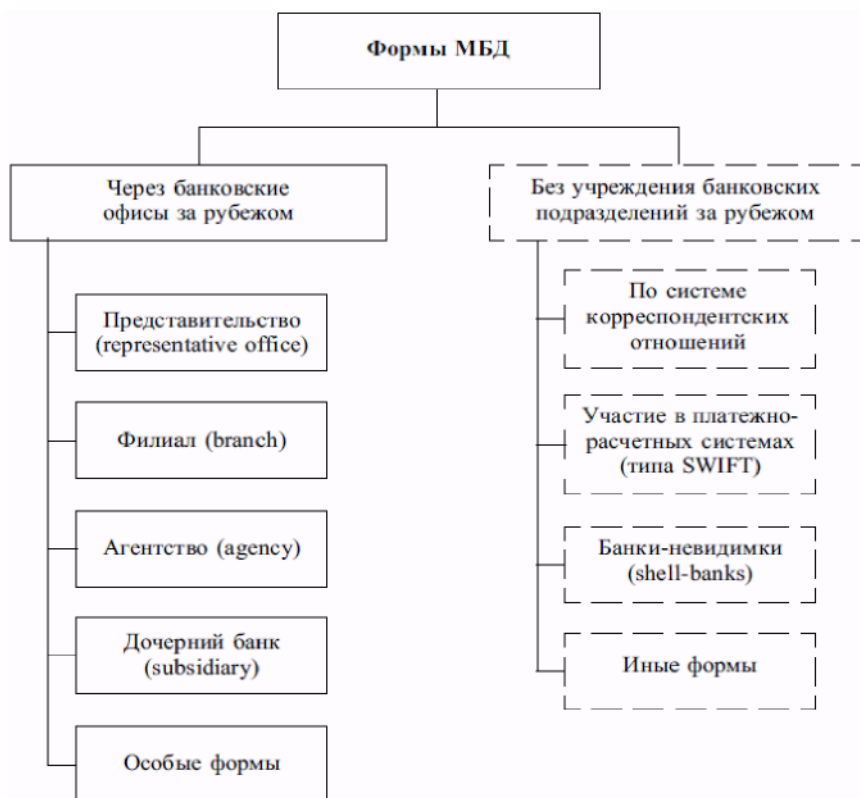 Формы МБД
Через банковские
офисы за рубежом
Представительство
(representative office)
Филиал (branch)
Агентство (agency)
Дочерний банк
(subsidiary)
Особые формы
Без учреждения банковских
подразделений за рубежом
По системе
корреспондентских
отношений
Участие в платежно-
расчетных системах
(типа SWIFT)
Банки-невидимки
(shell-banks)
Иные формы